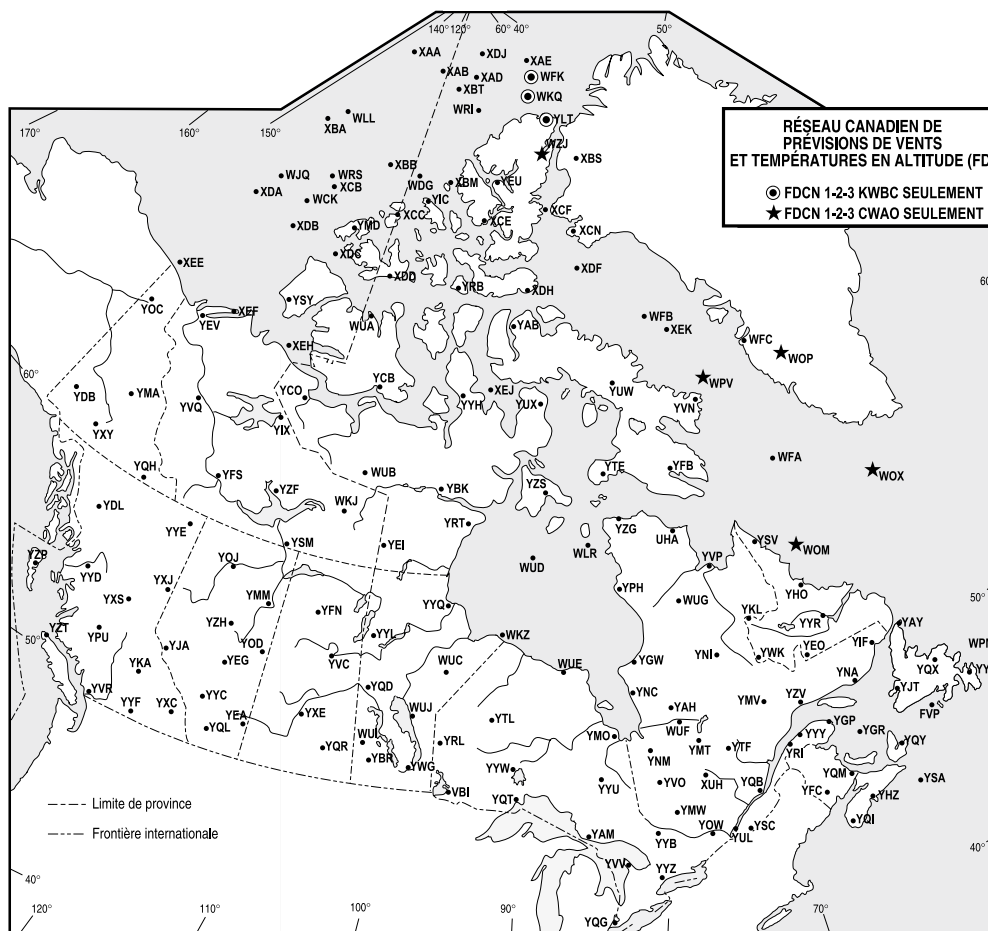 140° 120° 60° 40° 50°
XAA
XDJ
XAE
XAB
XAD
WFK
XBT
WKQ
170°
160°
150°
WLL
XBA
WRI
YLT
WZJ
RÉSEAU CANADIEN DE
PRÉVISIONS DE VENTS
ET TEMPÉRATURES EN ALTITUDE (FD
FDCN 1-2-3 KWBC SEULEMENT
FDCN 1-2-3 CWAO SEULEMENT
XBB
XBS
WJQ
WRS
XCB
XDA
WCK
WDG
XBM
YEU
YIC
XDB
YMD
XCC
XCE
XCF
XCN
XDC
XEE
XDD
YRB
XDH
XDF
60°
YOC
YEV
XEF
YSY
WUA
YAB
WFB
XEK
WFC
WOP
XEH
60°
YDB
YMA
YVQ
YCO
YCB
YYH
XEJ
YUX
YUW
YVN
WPV
YXY
YIX
YQH
YFS
YZF
WUB
WKJ
YBK
YZS
YTE
YFB
WFA
WOX
YDL
YYE
YSM
YEI
YRT
YZG
UHA
YSV
WOM
YZP
YYD
YOJ
WLR
WUD
YVP
YXS
YXJ
YMM
YFN
YYQ
YPH
WUG
YHO
YKL
YYR
50°
YZT
YPU
YZH
YYL
WKZ
YAY
YIF
YKA
YJA
YEG
YOD
YVC
WUC
WUE
YGW
YNI
YWK
YEO
YQX
WPN
YY
YVR
YYF
YXC
YYC
YQD
YNC
YNA
YJT
FVP
YQL
YEA
YXE
WUJ
YTL
YAH
YMV
YZV
YQR
WUI
YBR
YRL
YMO
WUF
YMT
YTF
YGP
YYY
YGR
YQY
YRI
YWG
YYW
YNM
YVO
XUH
YQB
YQM
YSA
VBI
YQT
YYU
YFC
YHZ
YMW
YQI
Limite de province
Frontière internationale
YAM
YYB
YOW
YUL
YSC
YVV
YYZ
40°
40°
YQG
120°
110°
100°
90°
70°